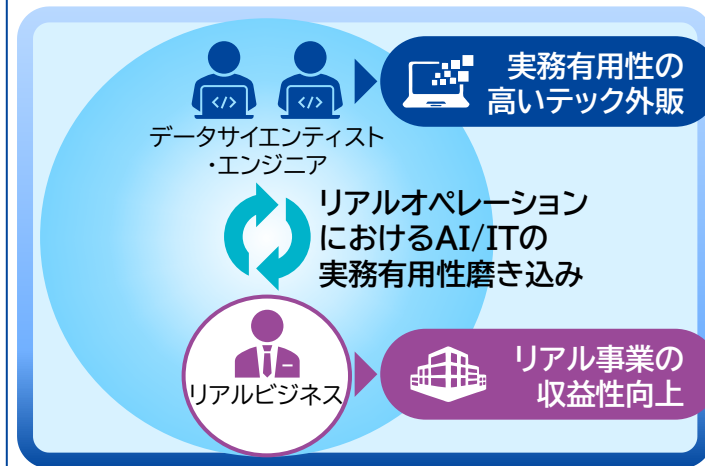 実務有用性の
高いテック外販
</>
</>
データサイエンティスト
・エンジニア
リアルオペレーション
におけるAI/ITの
実務有用性磨き込み
リアルビジネス
リアル事業の
収益性向上